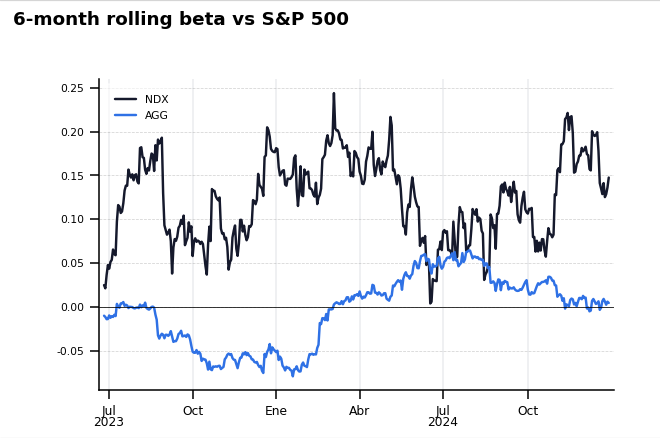 6-month rolling beta vs S&P 500
NDX
AGG
0.25
0.20
0.15
0.10
0.05
0.00
-0.05
Jul Oct Ene Abr Jul Oct
2023 2024